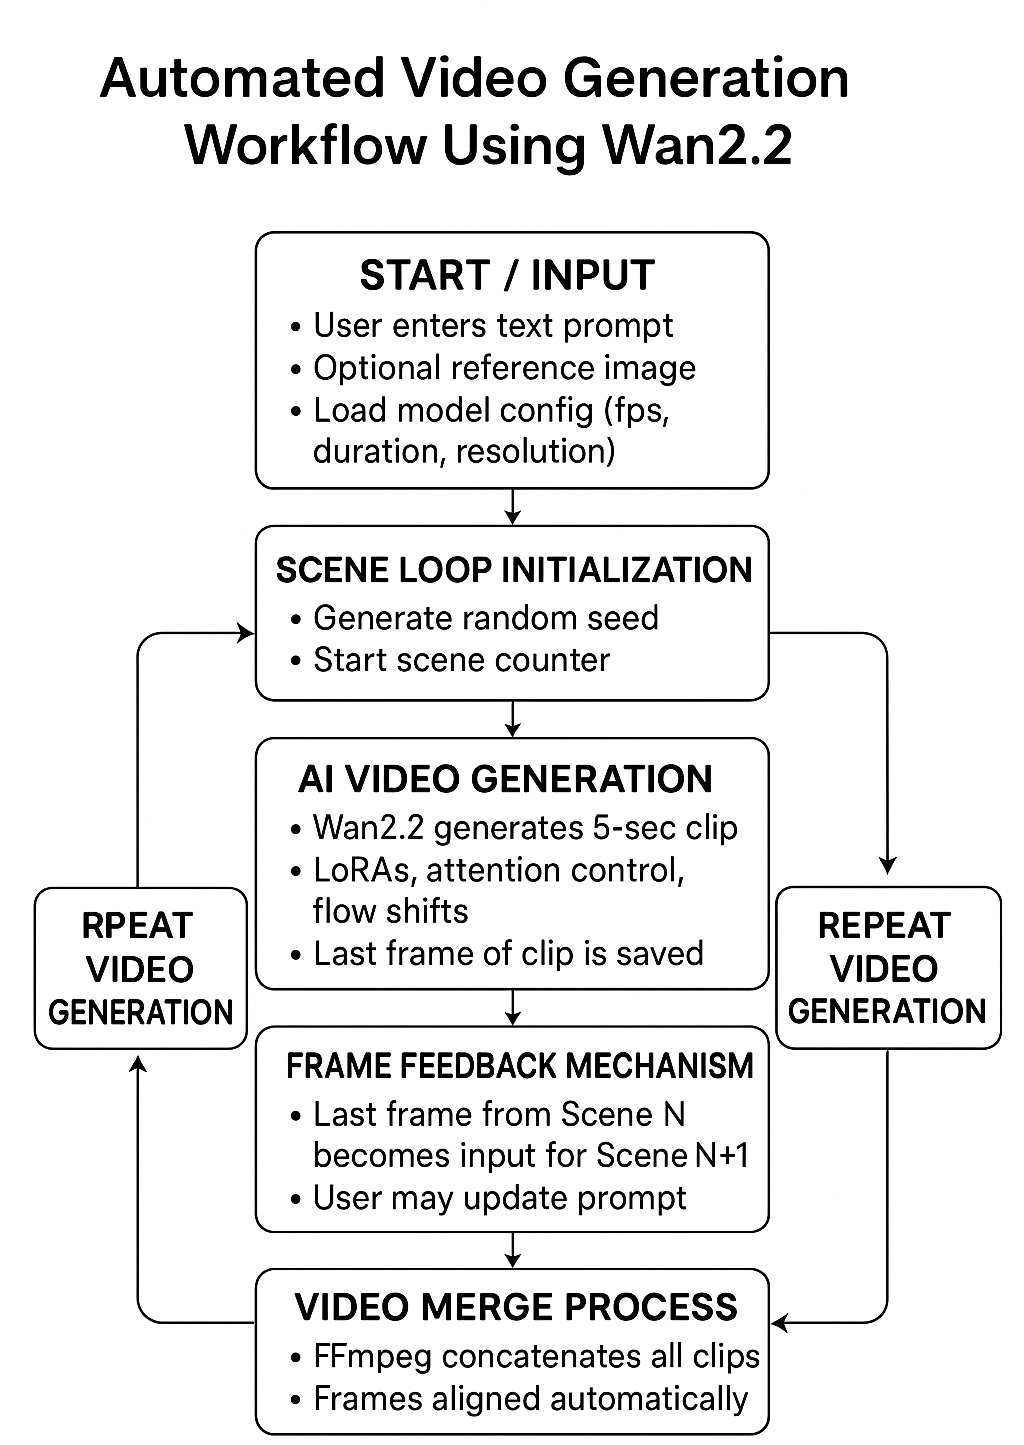 Automated Video Generation
Workflow Using Wan2.2
START / INPUT
• User enters text prompt
• Optional reference image
• Load model config (fps,
duration, resolution)
SCENE LOOP INITIALIZATION
• Generate random seed
• Start scene counter
AI VIDEO GENERATION
• Wan2.2 generates 5-sec clip
• LoRAs, attention control,
flow shifts
• Last frame of clip is saved
RPEAT
VIDEO
GENERATION
REPEAT
VIDEO
GENERATION
FRAME FEEDBACK MECHANISM
• Last frame from Scene N
becomes input for Scene N+1
• User may update prompt
VIDEO MERGE PROCESS
• FFmpeg concatenates all clips
• Frames aligned automatically